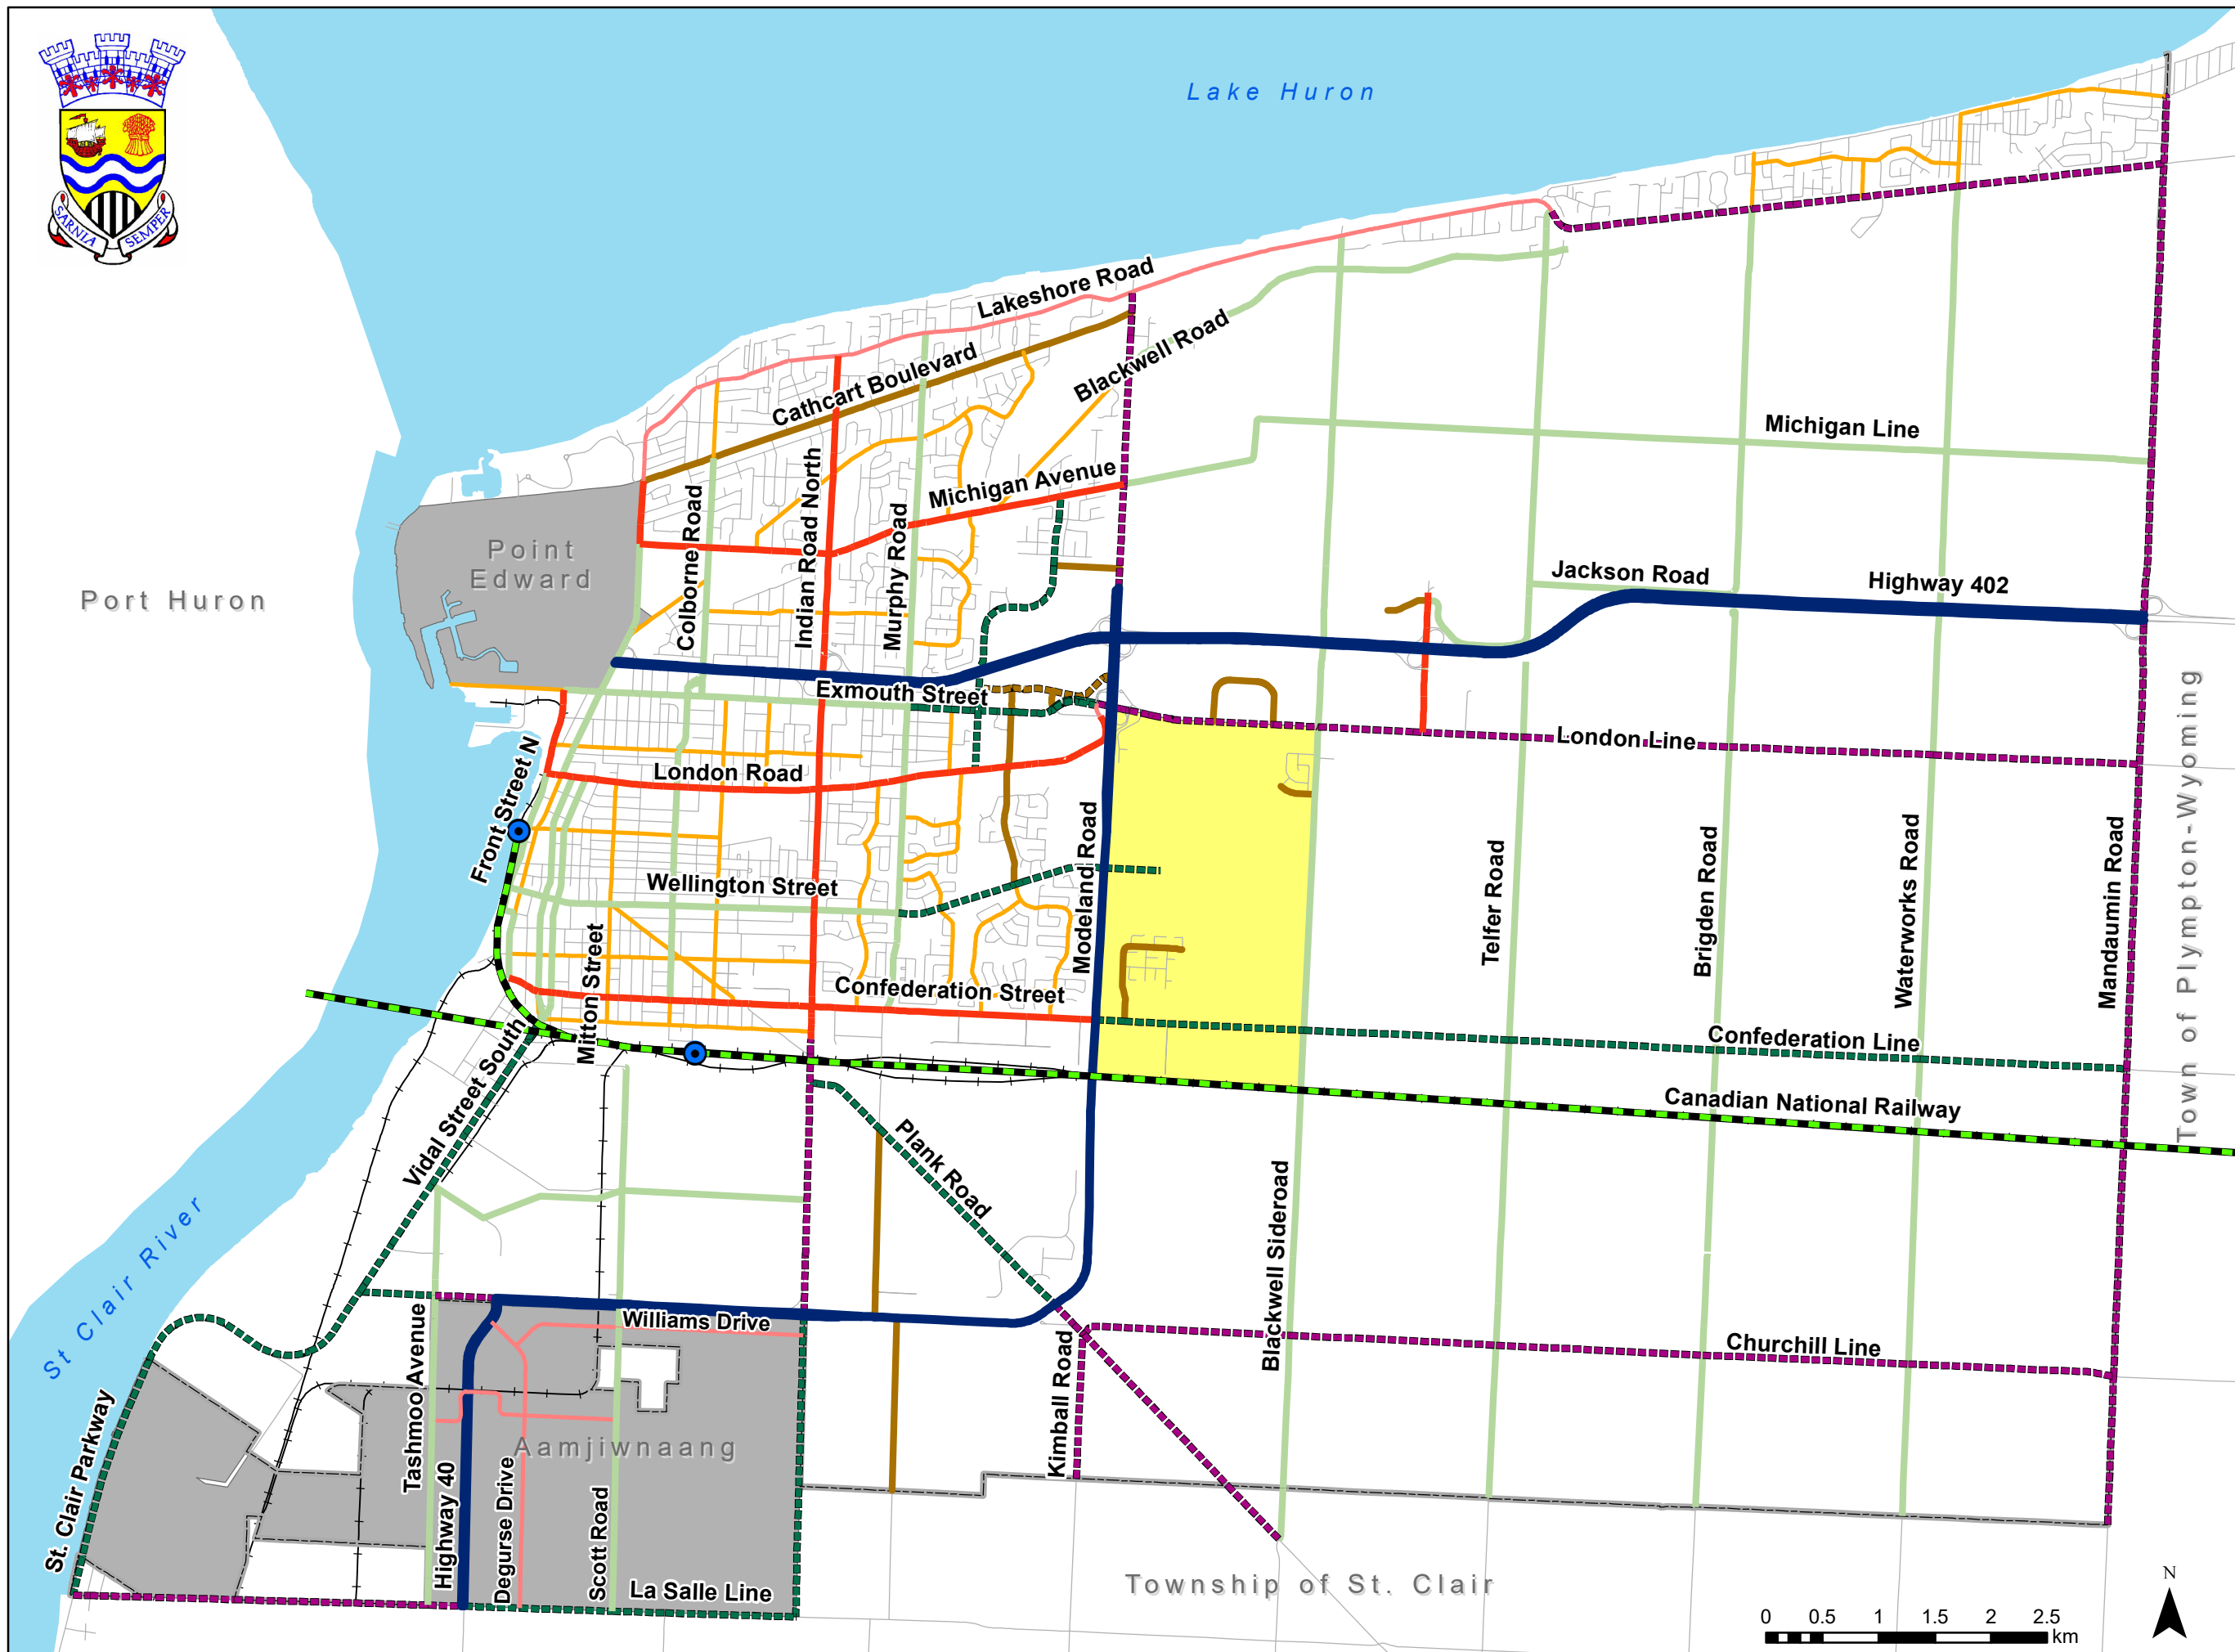 SARNIA SEMPER
Lake Huron
Lakeshore Road
Cathcart Boulevard
Blackwell Road
Michigan Line
Michigan Avenue
Colborne Road
Indian Road North
Murphy Road
Point
Edward
Port Huron
Jackson Road
Highway 402
Exmouth Street
London Line
London Road
Front Street N
Wellington Street
Modeland Road
Telfer Road
Brigden Road
Waterworks Road
Mandaumin Road
Town of Plympton-Wyoming
Mitton Street
Confederation Street
Confederation Line
Canadian National Railway
Vidal Street South
Plank Road
Blackwell Sideroad
St Clair River
Williams Drive
Churchill Line
Tashmoo Avenue
Kimball Road
Aamjiwnaang
St. Clair Parkway
Highway 40
Degurse Drive
Scott Road
La Salle Line
Township of St. Clair
N
0 0.5 1 1.5 2 2.5
km